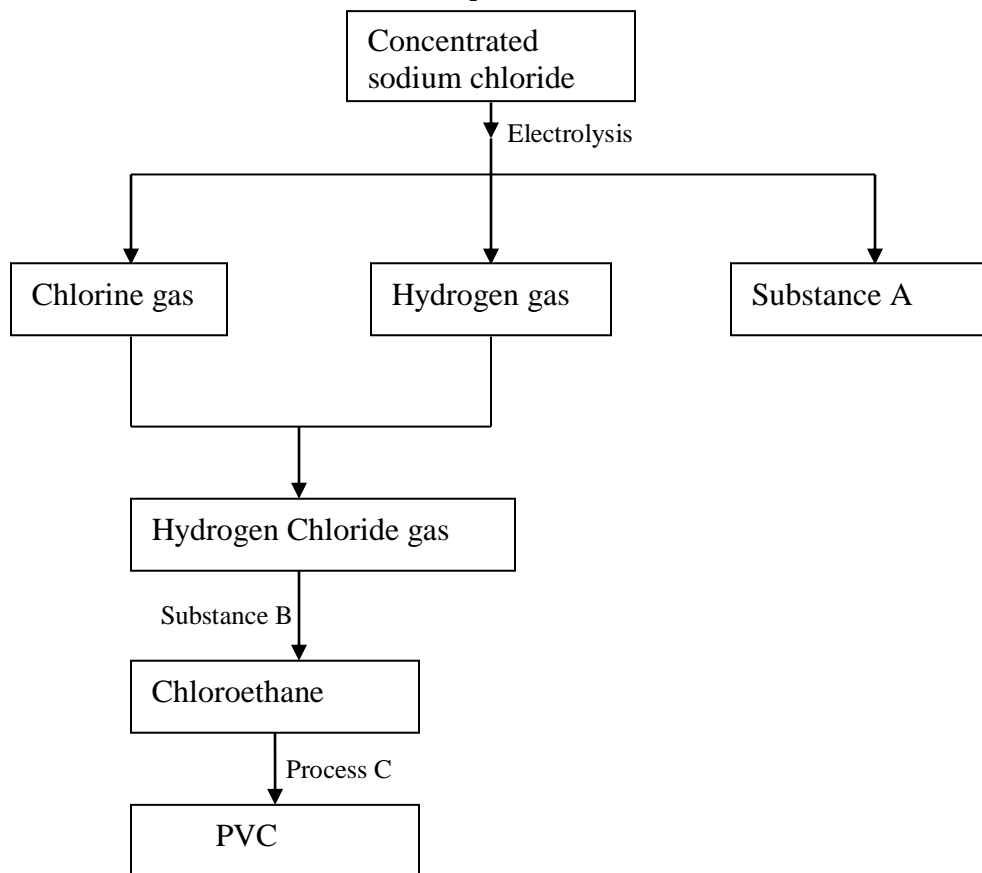 Concentrated
sodium chloride
Electrolysis
Chlorine gas
Hydrogen gas
Substance A
Hydrogen Chloride gas
Substance B
Chloroethane
Process C
PVC